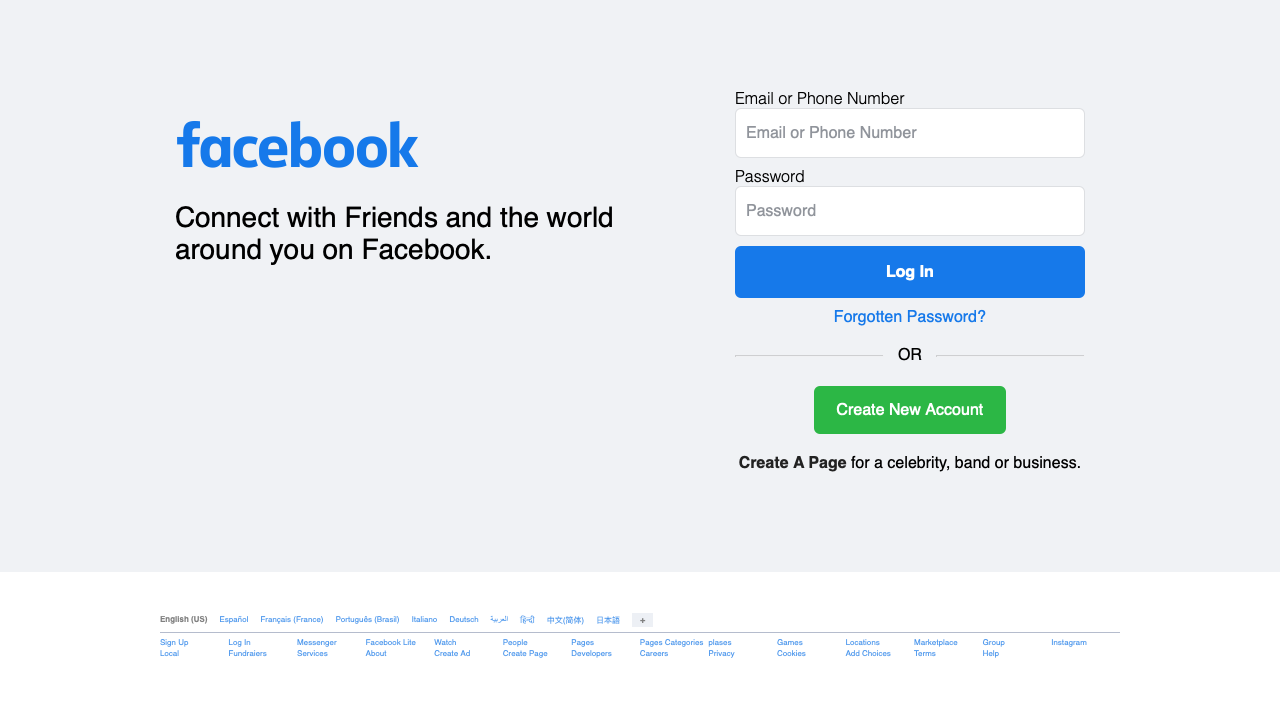 facebook
Connect with Friends and the world
around you on Facebook.
Email or Phone Number
Email or Phone Number
Password
Password
Log In
Forgotten Password?
OR
Create New Account
Create A Page for a celebrity, band or business.
English (US) Español Français (France) Português (Brasil) Italiano Deutsch العربية हिन्दी 中文(简体) 日本語 +
Sign Up Log In Messenger Facebook Lite Watch People Pages Pages Categories plases Games Locations Marketplace Group Instagram
Local Fundraiers Services About Create Ad Create Page Developers Careers Privacy Cookies Add Choices Terms Help